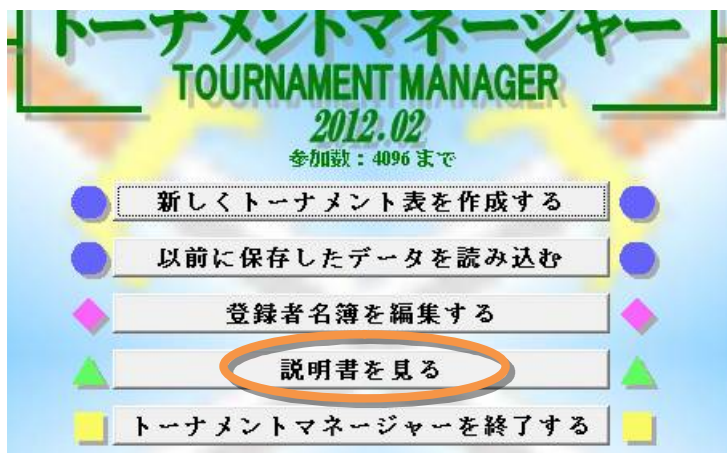 トーナメントマネージャー
TOURNAMENT MANAGER
2012.02
参加数：4096 まで
新しくトーナメント表を作成する
以前に保存したデータを読み込む
登録者名簿を編集する
説明書を見る
トーナメントマネージャーを終了する